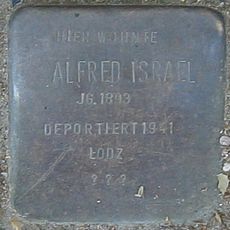 HIER WOHNTE
ALFRED ISRAEL
JG. 1893
DEPORTIERT 1941
ŁODZ
? ? ?